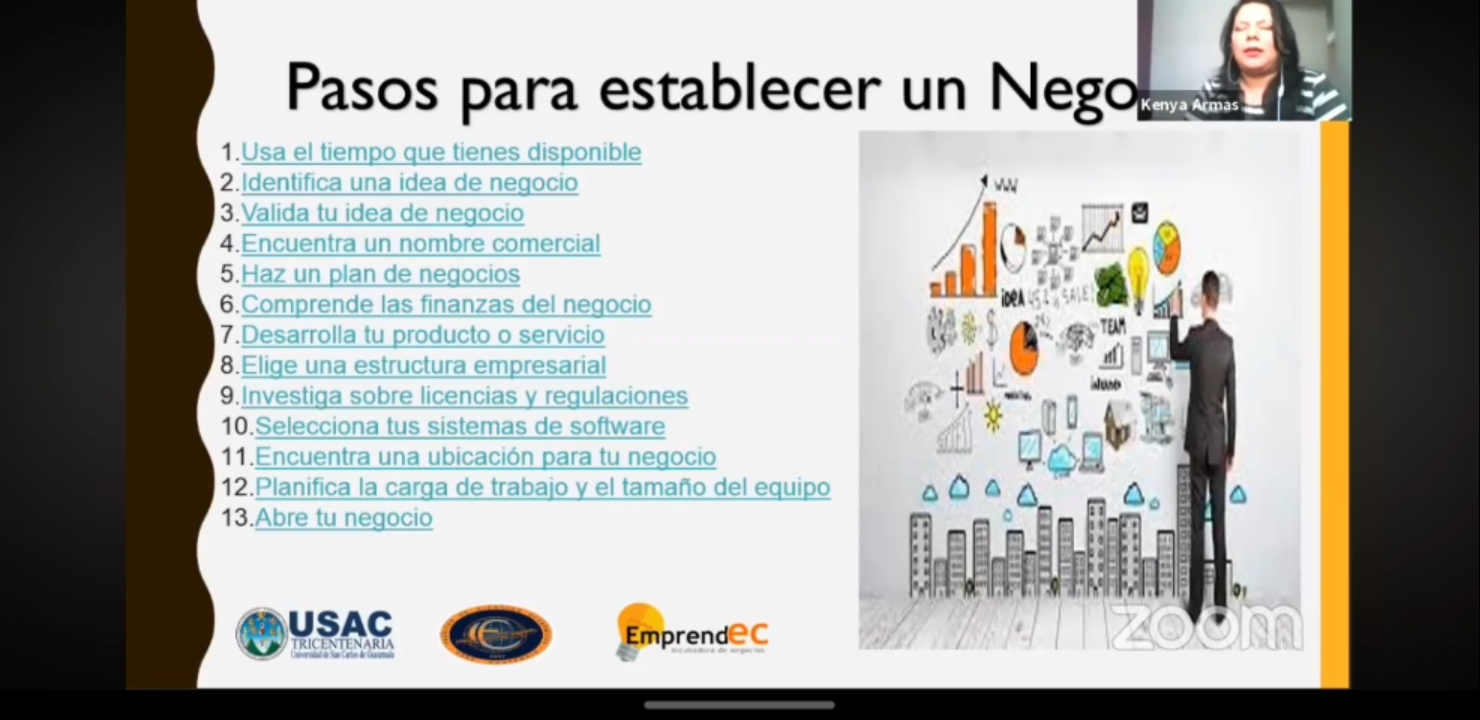 Pasos para establecer un Nego
Kenya Armas
1.Usa el tiempo que tienes disponible
2.Identifica una idea de negocio
3.Valida tu idea de negocio
4.Encuentra un nombre comercial
5.Haz un plan de negocios
6.Comprende las finanzas del negocio
7.Desarrolla tu producto o servicio
8.Elige una estructura empresarial
9.Investiga sobre licencias y regulaciones
10.Selecciona tus sistemas de software
11.Encuentra una ubicación para tu negocio
12.Planifica la carga de trabajo y el tamaño del equipo
13.Abre tu negocio
WWW
iDEA
SALE!
TEAM
USAC
TRICENTENARIA
Universidad de San Carlos de Guatemala
EmprendEC
Incubadora de negocios
zoom